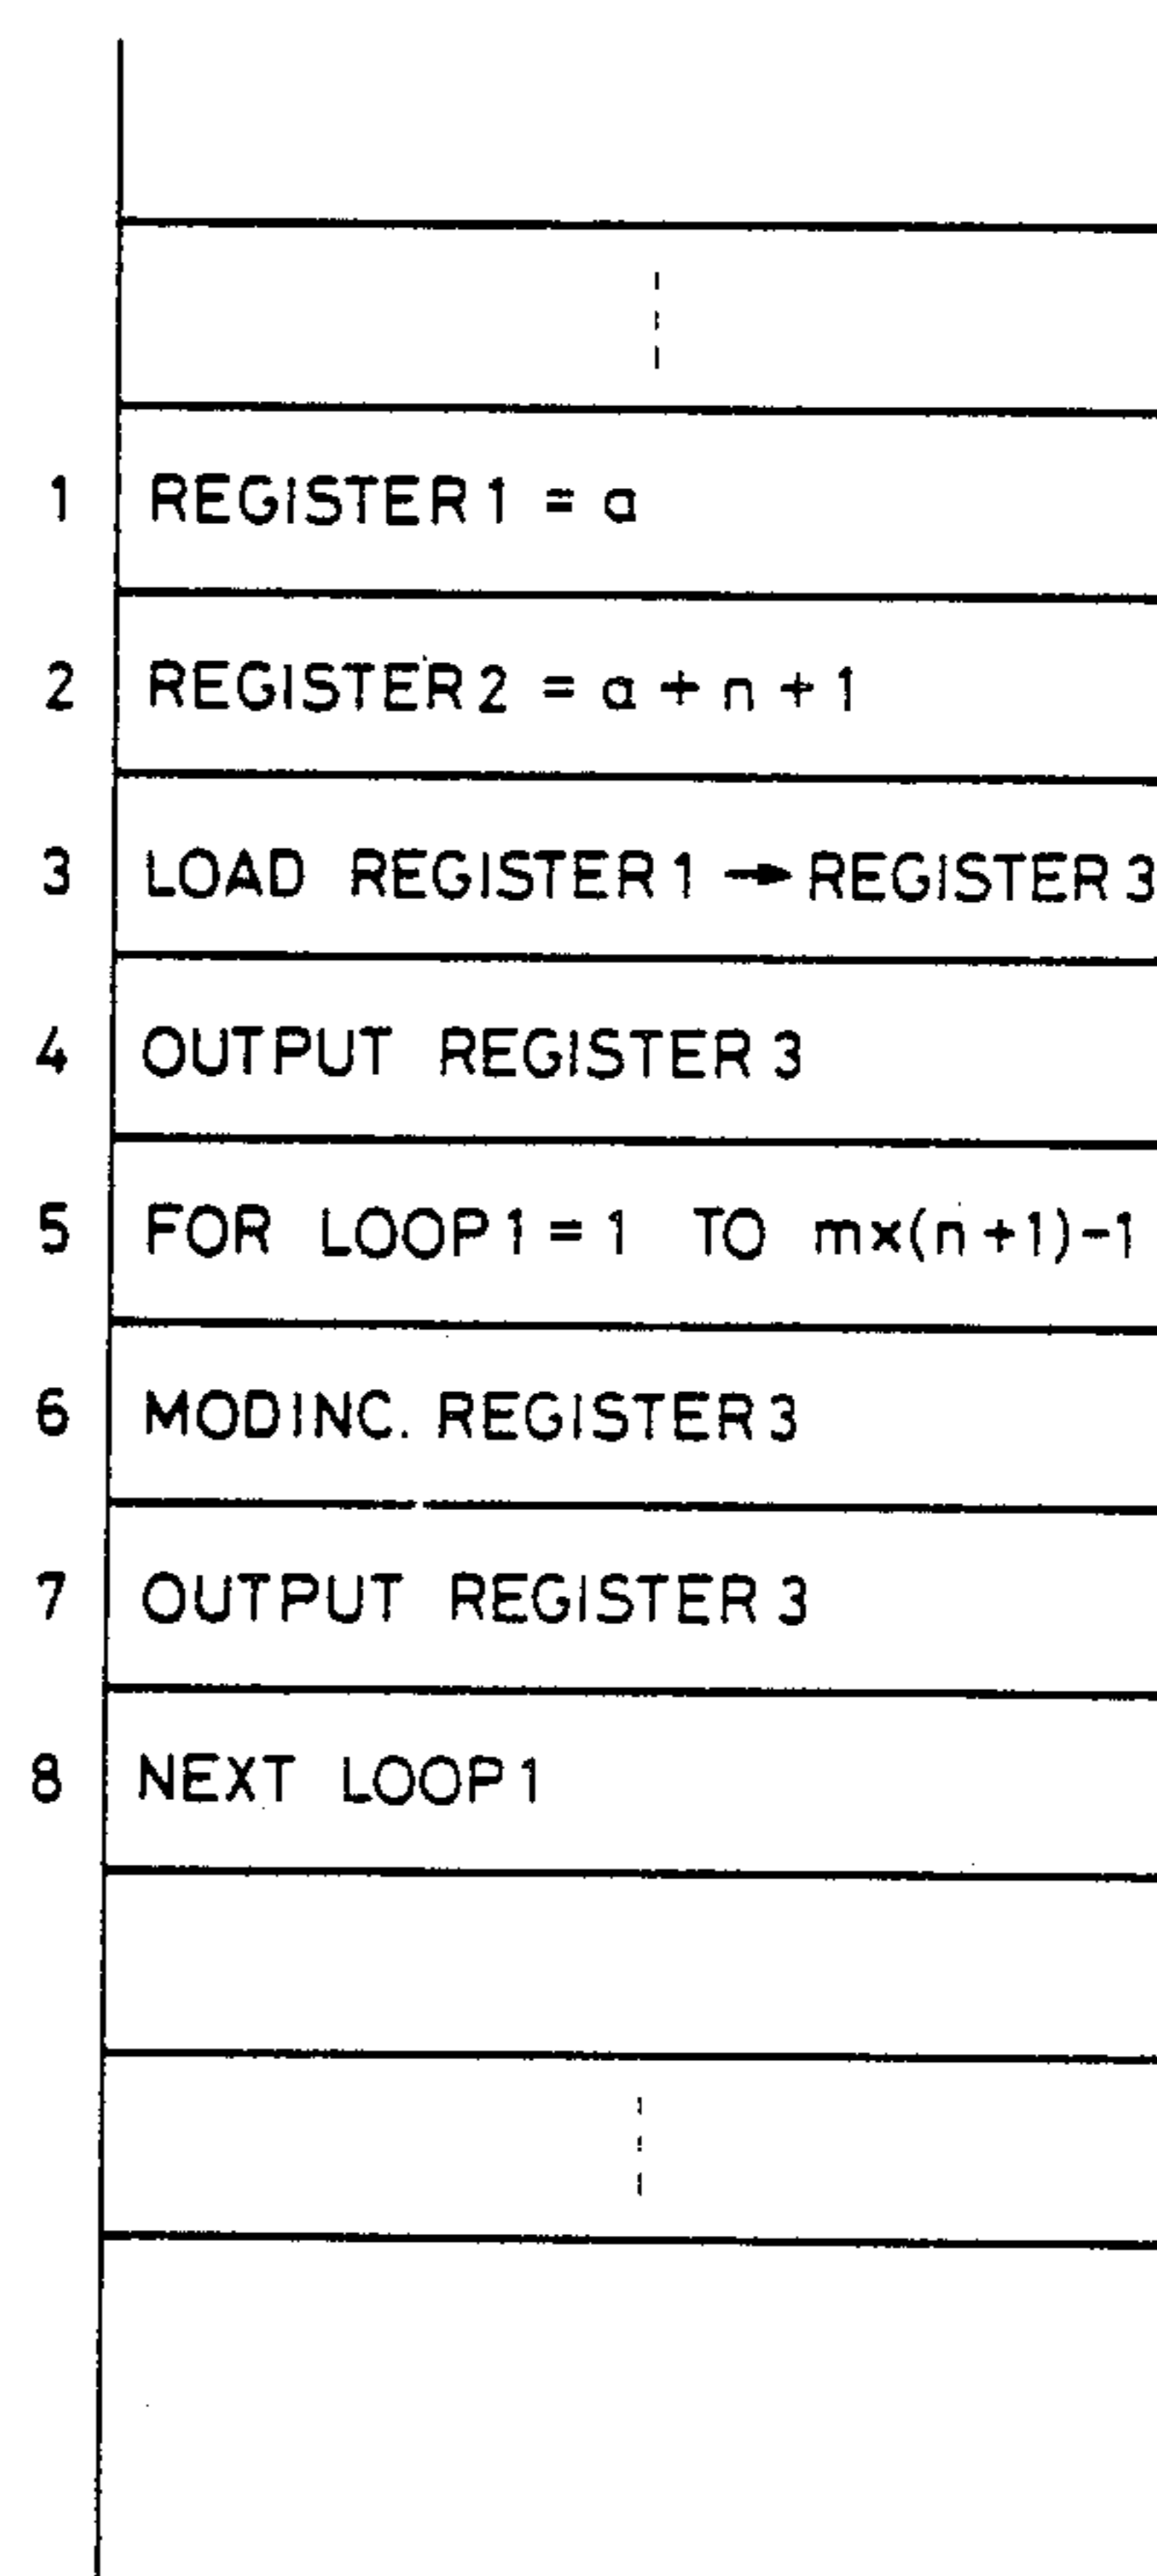 1 REGISTER 1 = a
2 REGISTER 2 = a + n + 1
3 LOAD REGISTER 1 → REGISTER 3
4 OUTPUT REGISTER 3
5 FOR LOOP 1 = 1 TO m×(n+1)-1
6 MODINC. REGISTER 3
7 OUTPUT REGISTER 3
8 NEXT LOOP 1